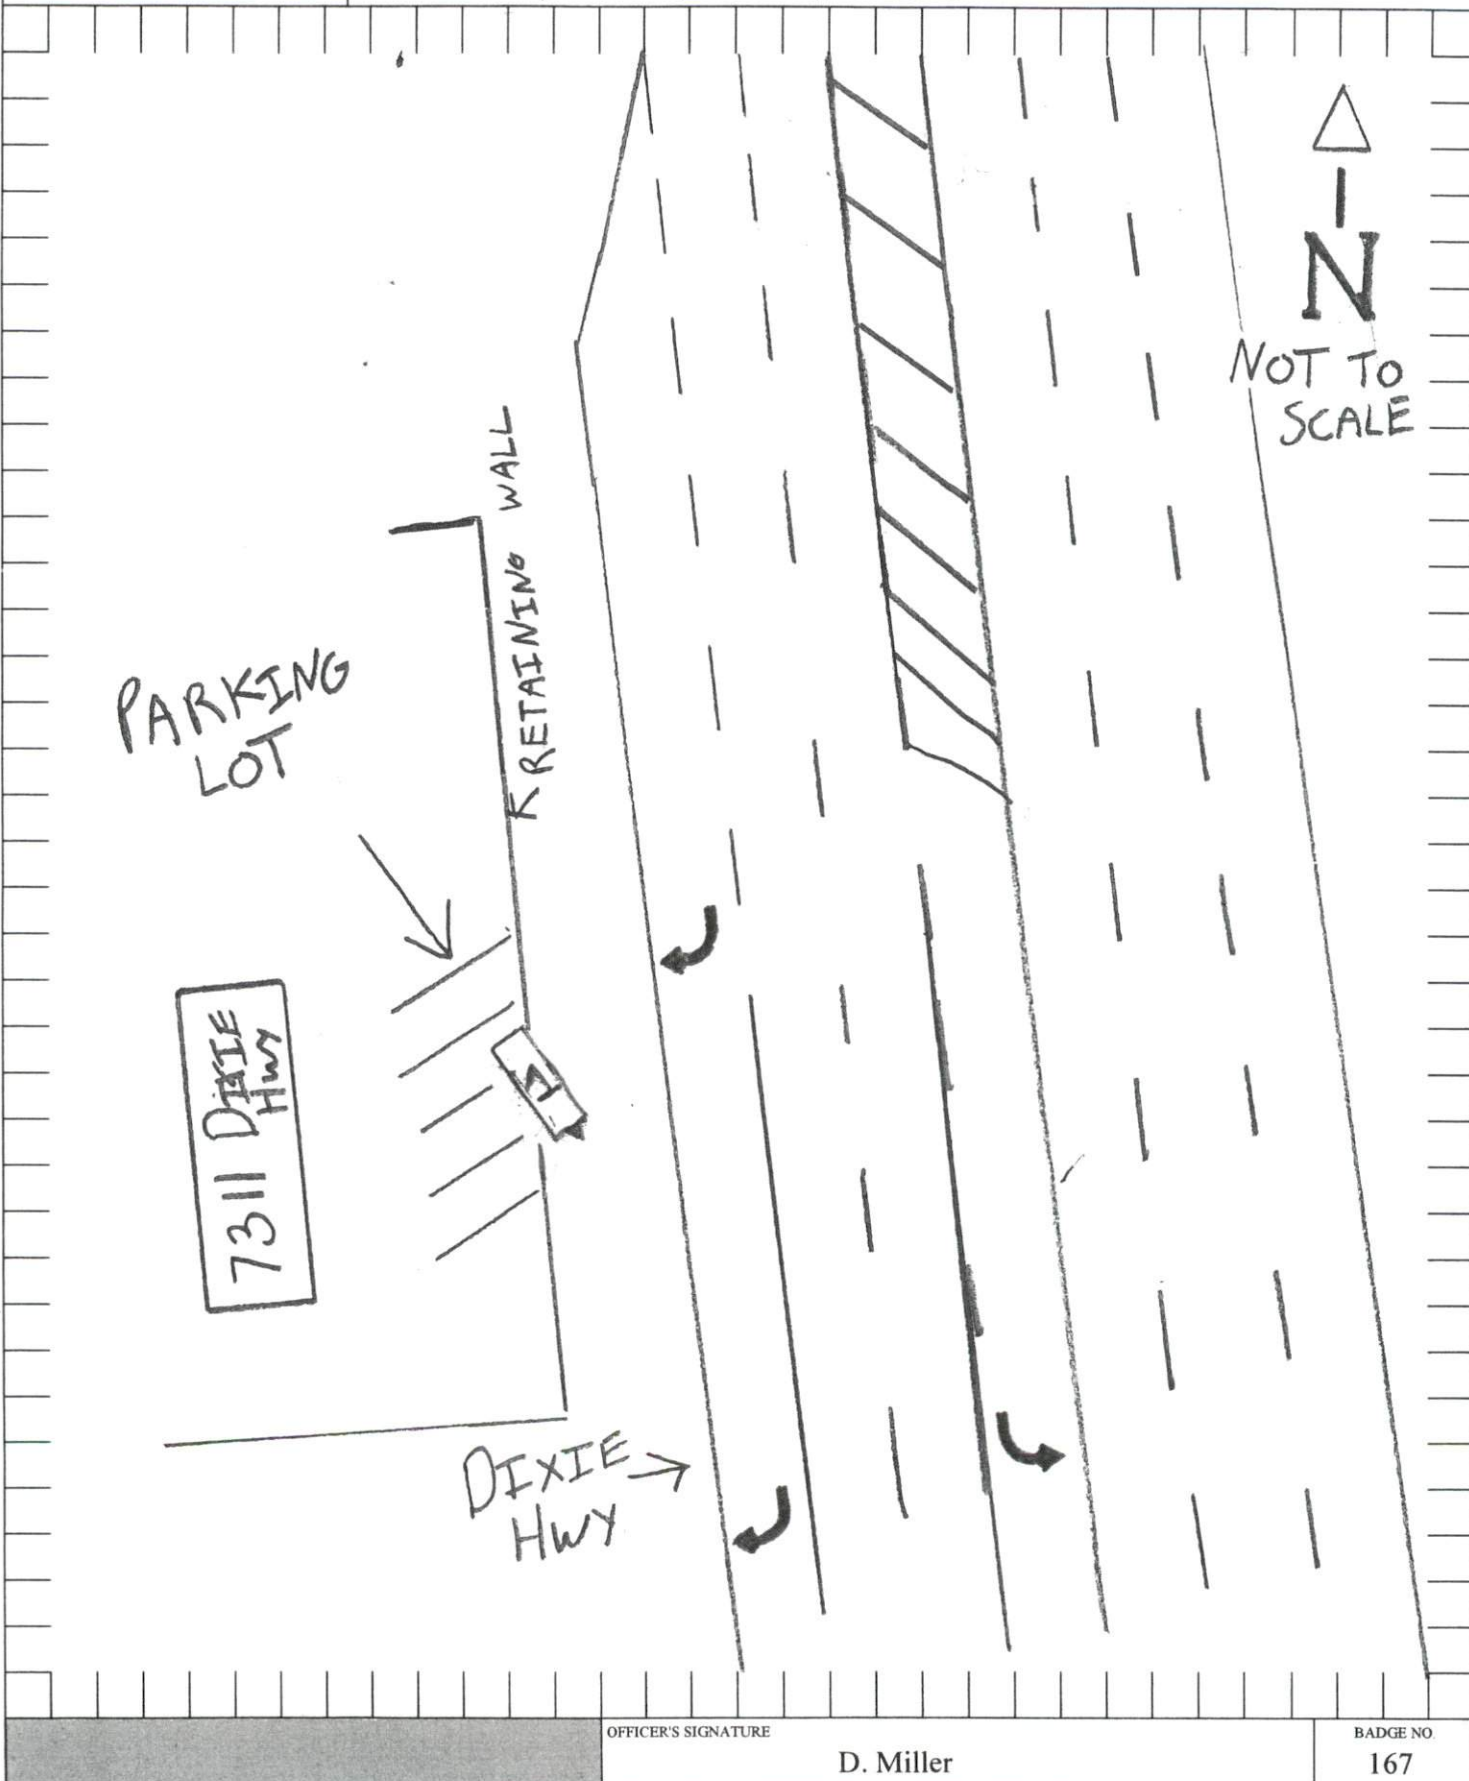 N
NOT TO
SCALE
RETAINING WALL
PARKING
LOT
1
7311 DIXIE
HWY
DIXIE
HWY
OFFICER'S SIGNATURE
D. Miller
BADGE NO.
167